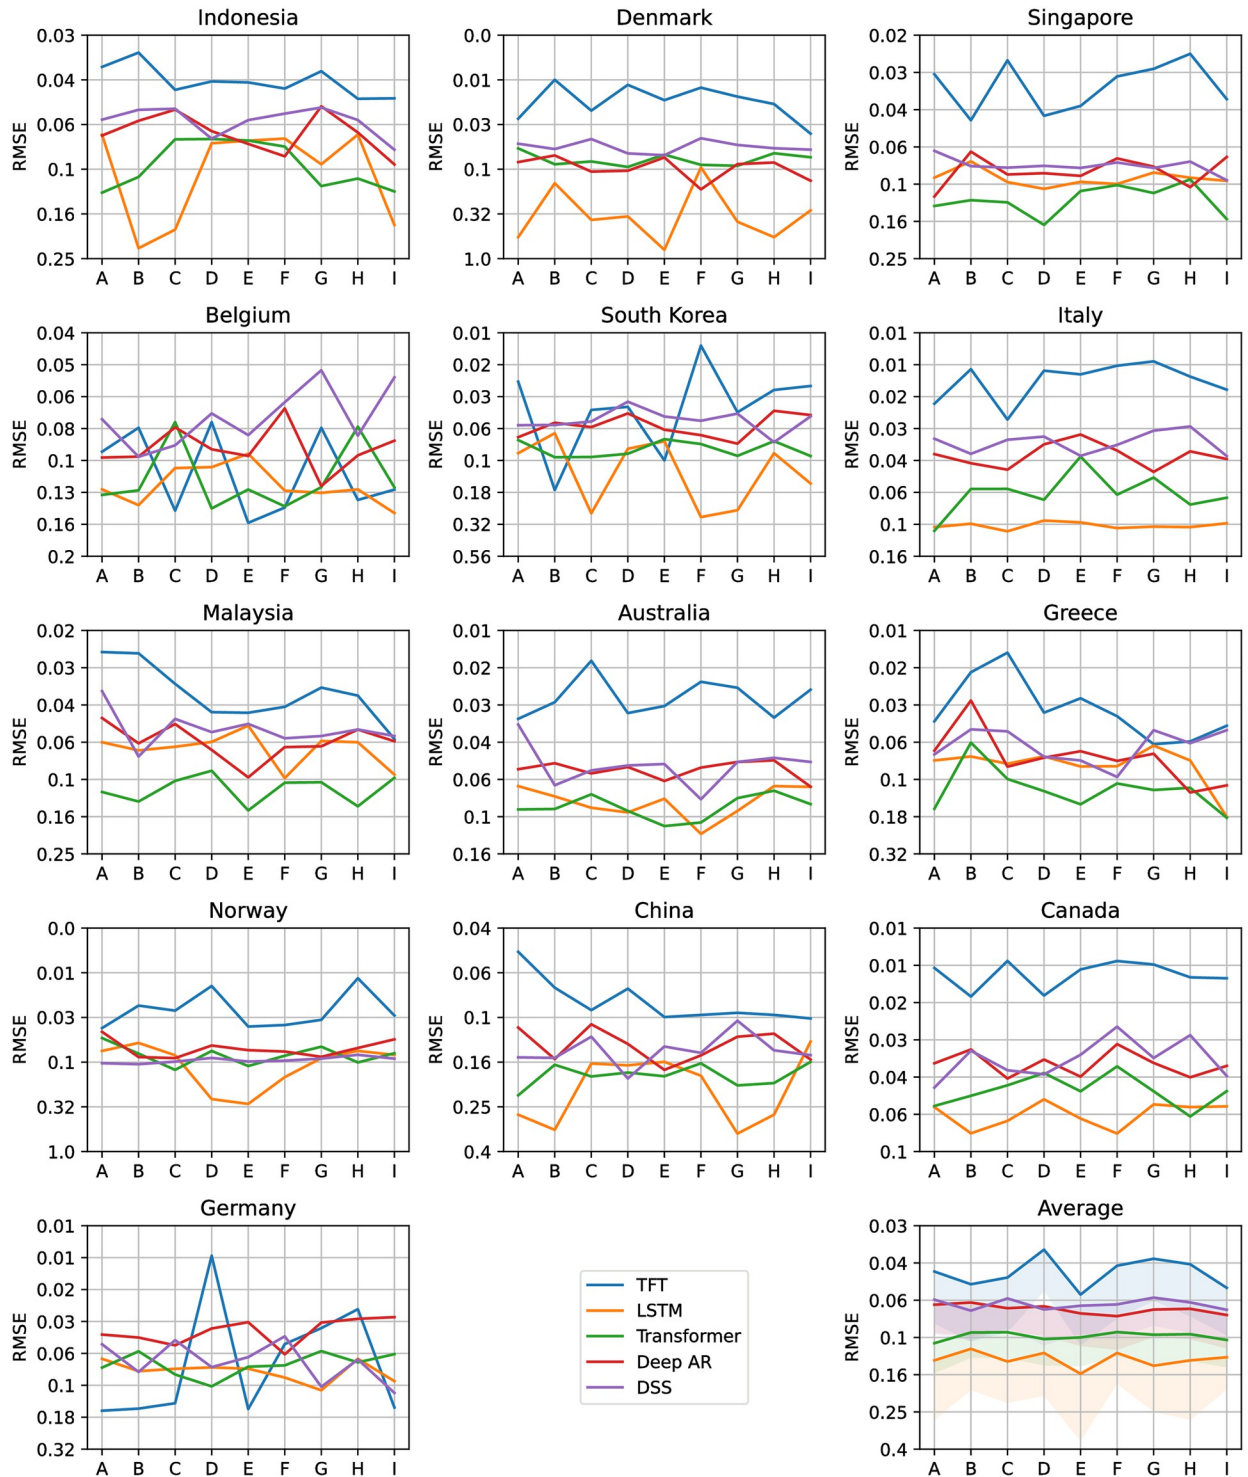 Indonesia
RMSE
0.03
0.04
0.06
0.1
0.16
0.25
A B C D E F G H I
Denmark
RMSE
0.0
0.01
0.03
0.1
0.32
1.0
A B C D E F G H I
Singapore
RMSE
0.02
0.03
0.04
0.06
0.1
0.16
0.25
A B C D E F G H I
Belgium
RMSE
0.04
0.05
0.06
0.08
0.1
0.13
0.16
0.2
A B C D E F G H I
South Korea
RMSE
0.01
0.02
0.03
0.06
0.1
0.18
0.32
0.56
A B C D E F G H I
Italy
RMSE
0.01
0.01
0.02
0.03
0.04
0.06
0.1
0.16
A B C D E F G H I
Malaysia
RMSE
0.02
0.03
0.04
0.06
0.1
0.16
0.25
A B C D E F G H I
Australia
RMSE
0.01
0.02
0.03
0.04
0.06
0.1
0.16
A B C D E F G H I
Greece
RMSE
0.01
0.02
0.03
0.06
0.1
0.18
0.32
A B C D E F G H I
Norway
RMSE
0.0
0.01
0.03
0.1
0.32
1.0
A B C D E F G H I
China
RMSE
0.04
0.06
0.1
0.16
0.25
0.4
A B C D E F G H I
Canada
RMSE
0.01
0.01
0.02
0.03
0.04
0.06
0.1
A B C D E F G H I
Germany
RMSE
0.01
0.01
0.02
0.03
0.06
0.1
0.18
0.32
A B C D E F G H I
TFT
LSTM
Transformer
Deep AR
DSS
Average
RMSE
0.03
0.04
0.06
0.1
0.16
0.25
0.4
A B C D E F G H I